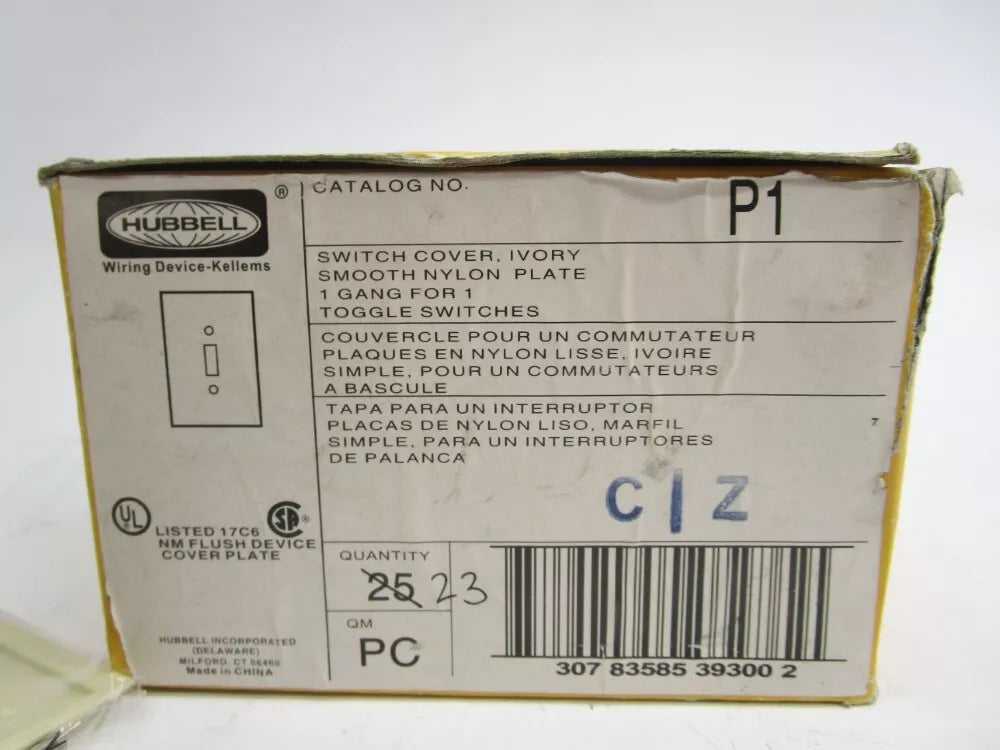 HUBBELL ®
Wiring Device-Kellems
CATALOG NO.
P1
SWITCH COVER, IVORY
SMOOTH NYLON PLATE
1 GANG FOR 1
TOGGLE SWITCHES
COUVERCLE POUR UN COMMUTATEUR
PLAQUES EN NYLON LISSE, IVOIRE
SIMPLE, POUR UN COMMUTATEURS
A BASCULE
TAPA PARA UN INTERRUPTOR
PLACAS DE NYLON LISO, MARFIL
SIMPLE, PARA UN INTERRUPTORES
DE PALANCA
7
C|Z
UL
SA ®
LISTED 17C6
NM FLUSH DEVICE
COVER PLATE
QUANTITY
25 23
QM
PC
307 83585 39300 2
HUBBELL INCORPORATED
(DELAWARE)
MILFORD, CT 06460
Made in CHINA